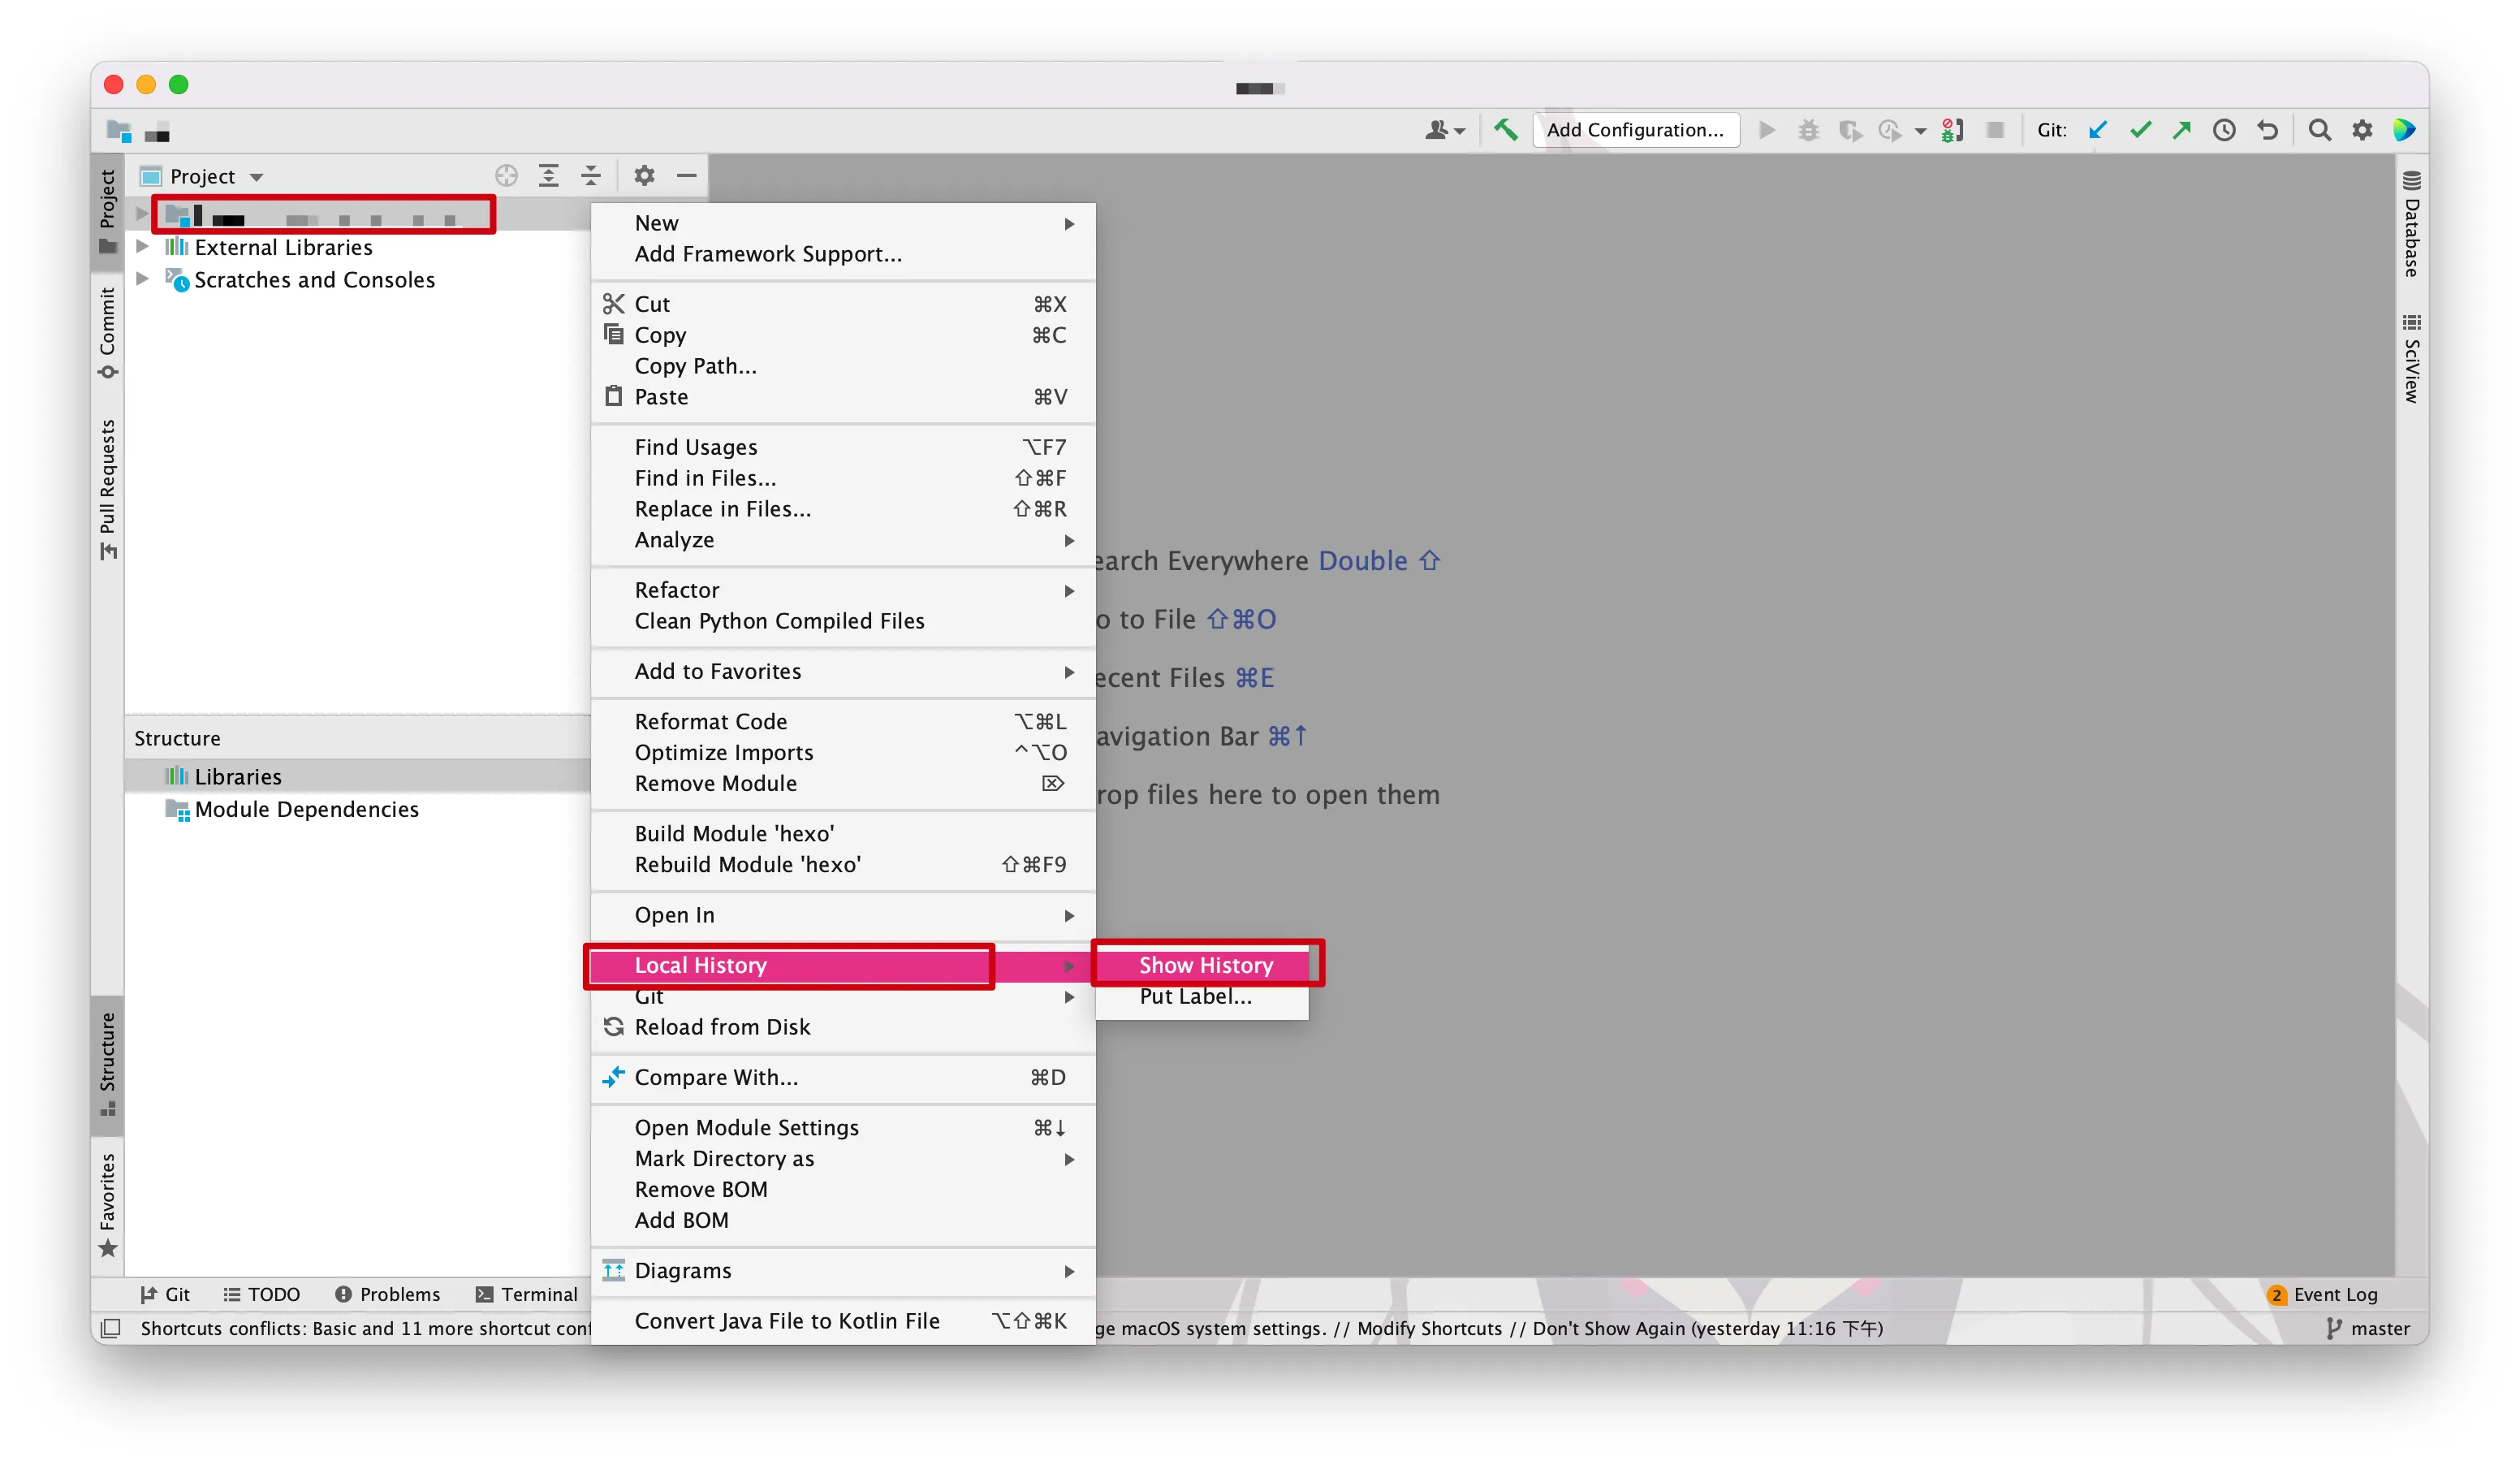 Add Configuration...
Git:
Project
Project
External Libraries
Scratches and Consoles
Commit
Pull Requests
Structure
Libraries
Module Dependencies
Structure
Favorites
New
Add Framework Support...
Cut ⌘X
Copy ⌘C
Copy Path...
Paste ⌘V
Find Usages ⌥F7
Find in Files... ⇧⌘F
Replace in Files... ⇧⌘R
Analyze
Refactor
Clean Python Compiled Files
Add to Favorites
Reformat Code ⌥⌘L
Optimize Imports ^⌥O
Remove Module ⌦
Build Module 'hexo'
Rebuild Module 'hexo' ⇧⌘F9
Open In
Local History
Git
Reload from Disk
Compare With... ⌘D
Open Module Settings ⌘↓
Mark Directory as
Remove BOM
Add BOM
Diagrams
Convert Java File to Kotlin File ⌥⇧⌘K
Show History
Put Label...
earch Everywhere Double ⇧
o to File ⇧⌘O
ecent Files ⌘E
avigation Bar ⌘↑
rop files here to open them
Database
SciView
Git
TODO
Problems
Terminal
2 Event Log
Shortcuts conflicts: Basic and 11 more shortcut con
ge macOS system settings. // Modify Shortcuts // Don't Show Again (yesterday 11:16 下午)
master